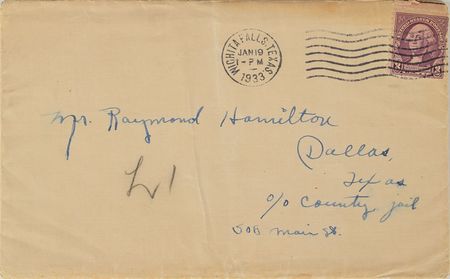 WICHITA FALLS, TEXAS
JAN 19
1-PM
1933
Mr. Raymond Hamilton
Dallas,
Texas
c/o County jail
506 Main St.